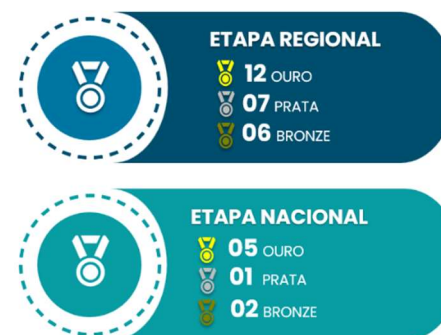 ETAPA REGIONAL
12 OURO
07 PRATA
06 BRONZE
ETAPA NACIONAL
05 OURO
01 PRATA
02 BRONZE